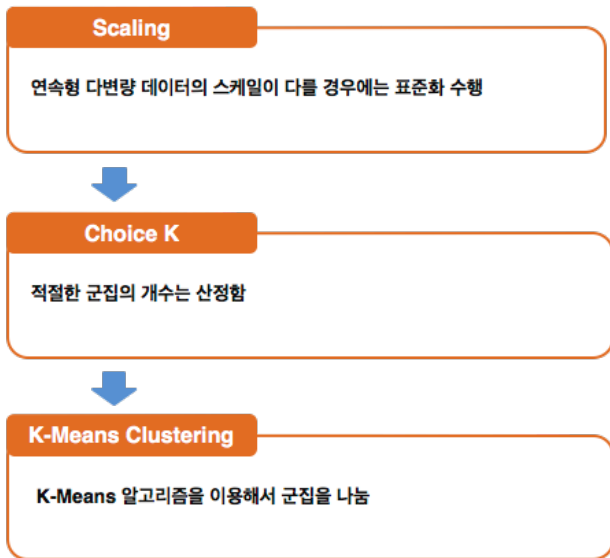 Scaling
연속형 다변량 데이터의 스케일이 다를 경우에는 표준화 수행
Choice K
적절한 군집의 개수는 산정함
K-Means Clustering
K-Means 알고리즘을 이용해서 군집을 나눔